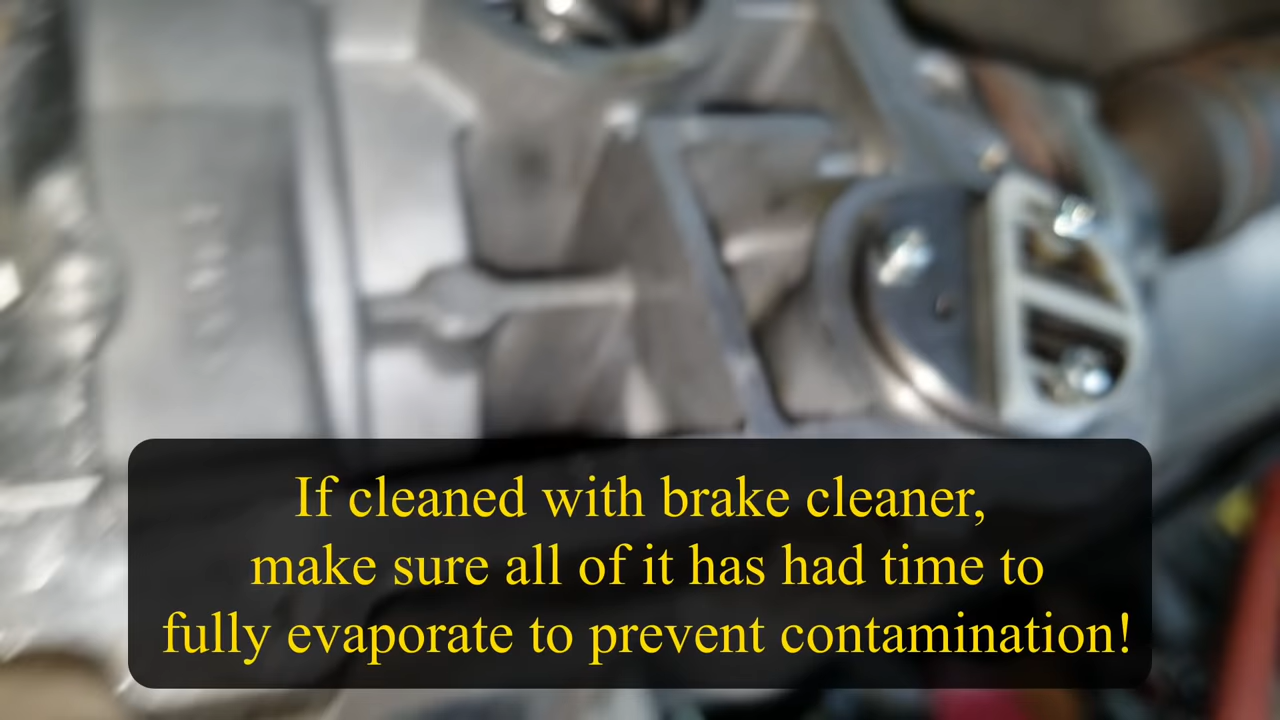 If cleaned with brake cleaner,
make sure all of it has had time to
fully evaporate to prevent contamination!